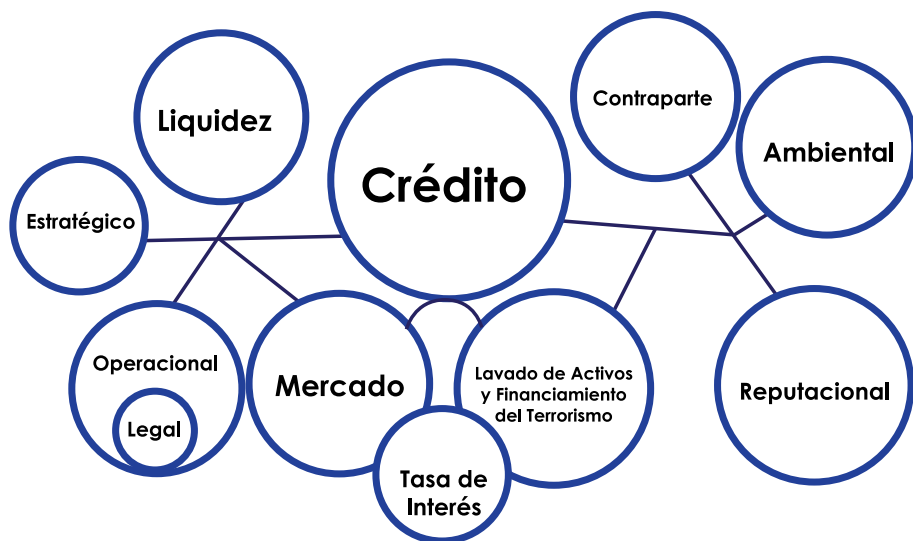 Liquidez
Contraparte
Ambiental
Crédito
Estratégico
Operacional
Legal
Mercado
Lavado de Activos
y Financiamiento
del Terrorismo
Reputacional
Tasa de
Interés